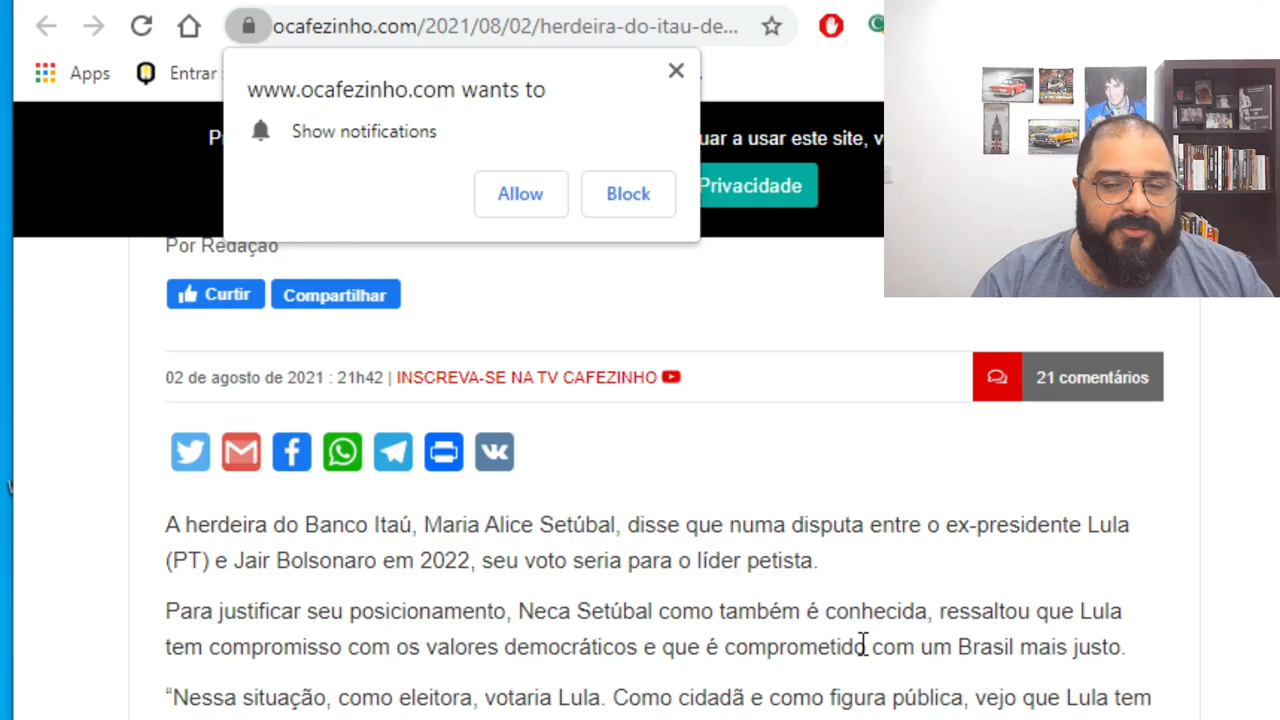 ocafezinho.com/2021/08/02/herdeira-do-itau-de...
Apps
Entrar
www.ocafezinho.com wants to
Show notifications
Allow
Block
uar a usar este site, v
Privacidade
Por Redação
Curtir
Compartilhar
02 de agosto de 2021 : 21h42 | INSCREVA-SE NA TV CAFEZINHO
21 comentários
A herdeira do Banco Itaú, Maria Alice Setúbal, disse que numa disputa entre o ex-presidente Lula
(PT) e Jair Bolsonaro em 2022, seu voto seria para o líder petista.
Para justificar seu posicionamento, Neca Setúbal como também é conhecida, ressaltou que Lula
tem compromisso com os valores democráticos e que é comprometido com um Brasil mais justo.
“Nessa situação, como eleitora, votaria Lula. Como cidadã e como figura pública, vejo que Lula tem